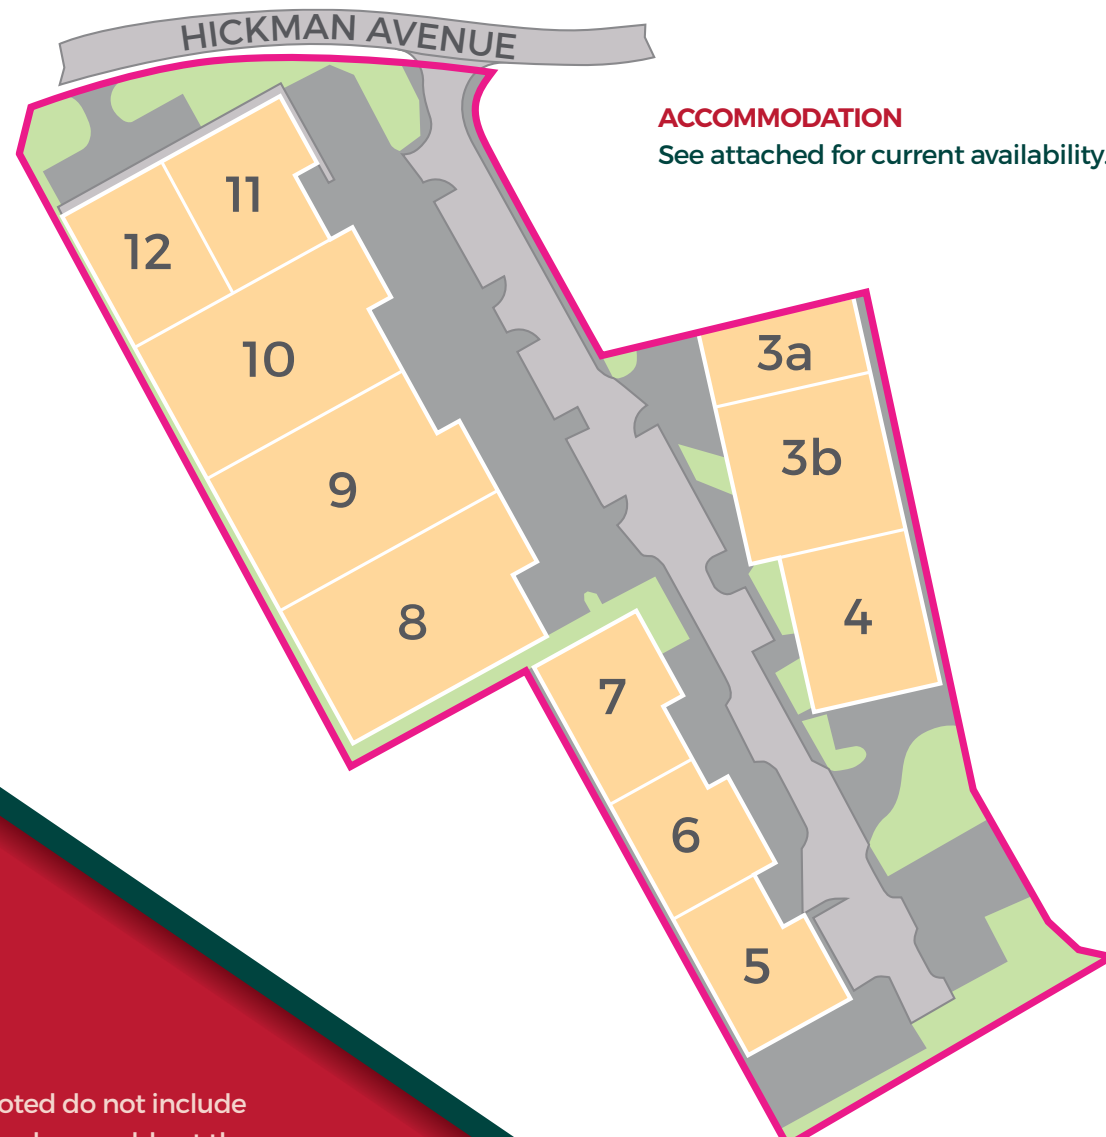 HICKMAN AVENUE
ACCOMMODATION
See attached for current availability.
11
12
10
3a
3b
9
8
4
7
6
5
do not include